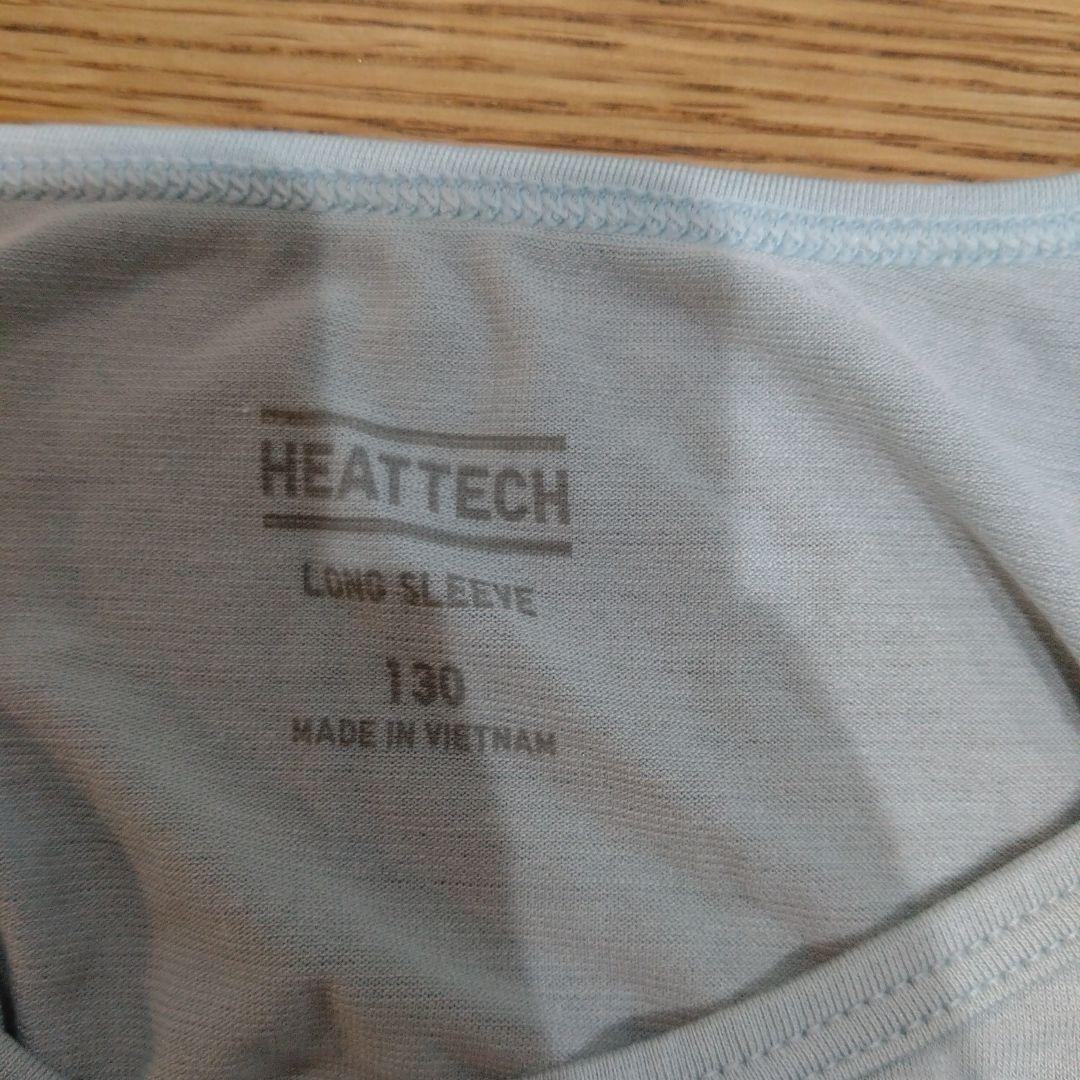 HEATTECH
LONG SLEEVE
130
MADE IN VIETNAM